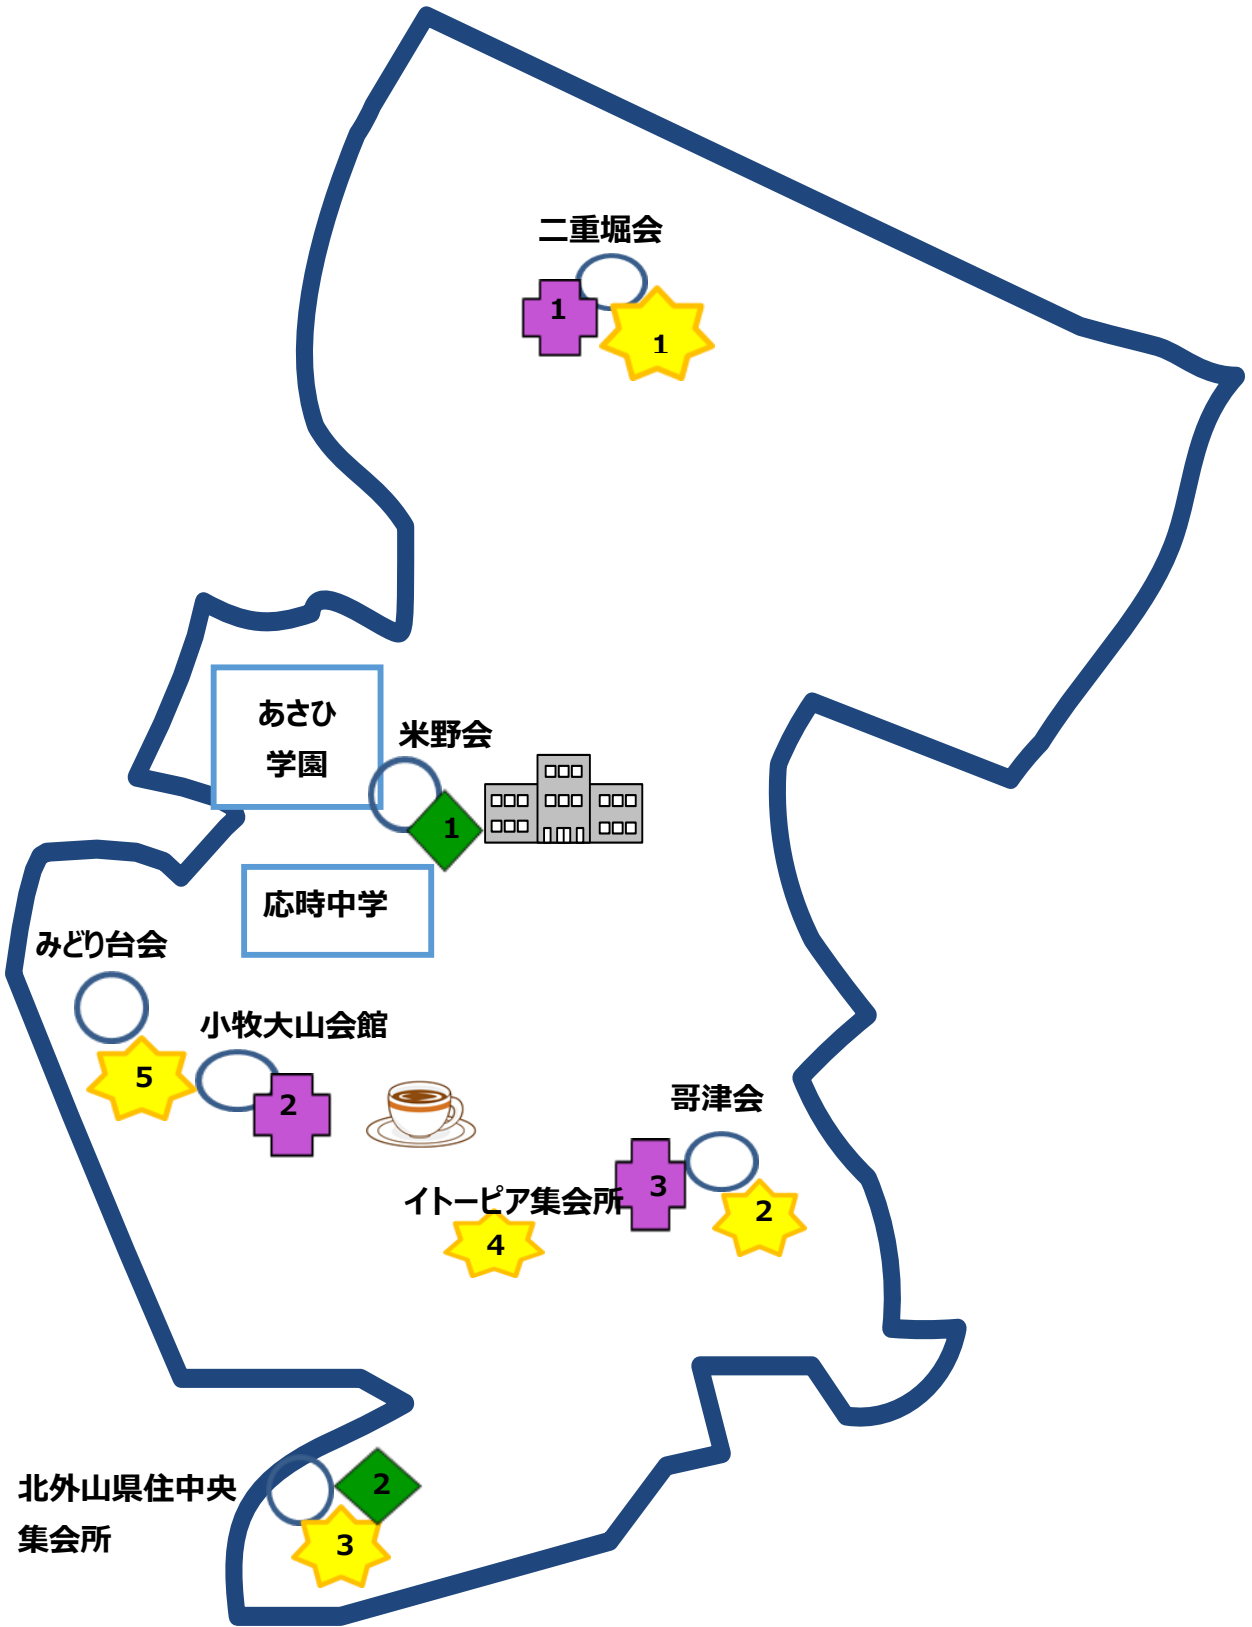 二重堀会
1
1
あさひ
学園
米野会
1
応時中学
みどり台会
小牧大山会館
5
2
哥津会
イトーピア集会所
3
2
4
北外山県住中央
集会所
2
3